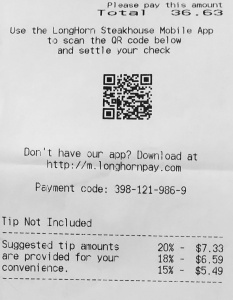 Please pay this amount
Total 36.63
Use the LongHorn Steakhouse Mobile App
to scan the QR code below
and settle your check
Don't have our app? Download at
http://m.longhornpay.com
Payment code: 398-121-986-9
Tip Not Included
Suggested tip amounts 20% - $7.33
are provided for your 18% - $6.59
convenience. 15% - $5.49